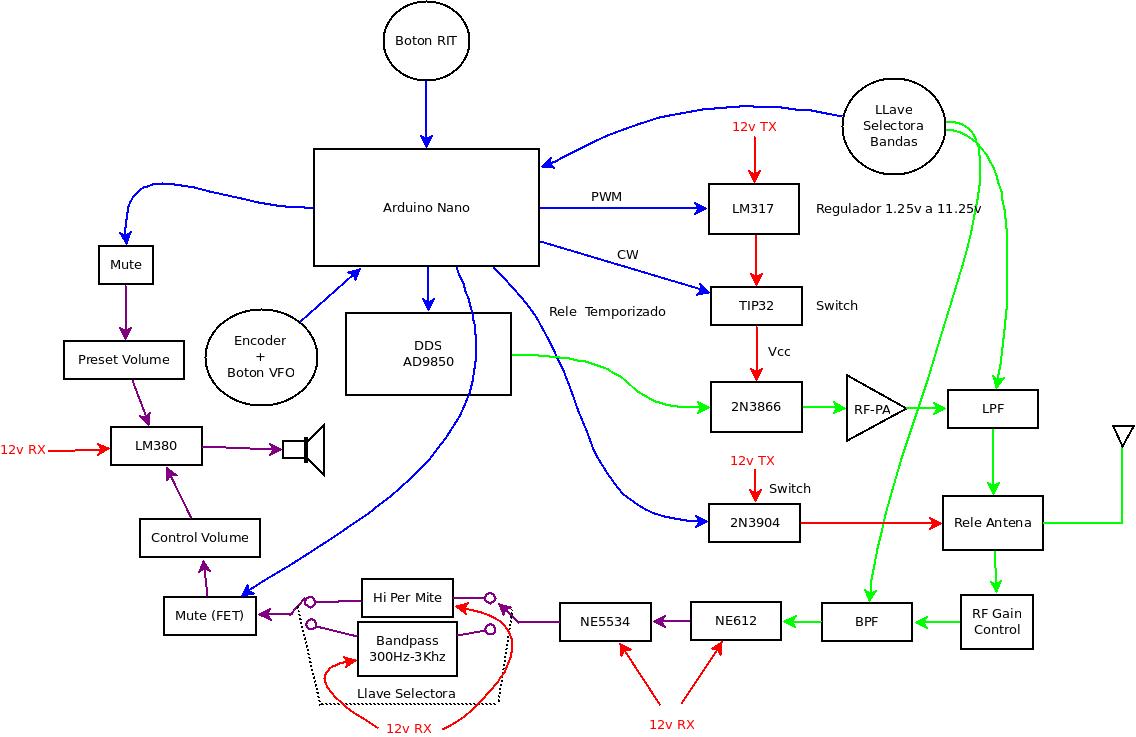 Boton RIT
LLave
Selectora
Bandas
12v TX
Arduino Nano
PWM
LM317
Regulador 1.25v a 11.25v
CW
Mute
TIP32
Switch
Rele Temporizado
Encoder
+
Boton VFO
DDS
AD9850
Vcc
Preset Volume
2N3866
RF-PA
LPF
12v RX
LM380
12v TX
Switch
2N3904
Rele Antena
Control Volume
Mute (FET)
Hi Per Mite
Bandpass
300Hz-3Khz
Llave Selectora
12v RX
NE5534
NE612
BPF
RF Gain
Control
12v RX